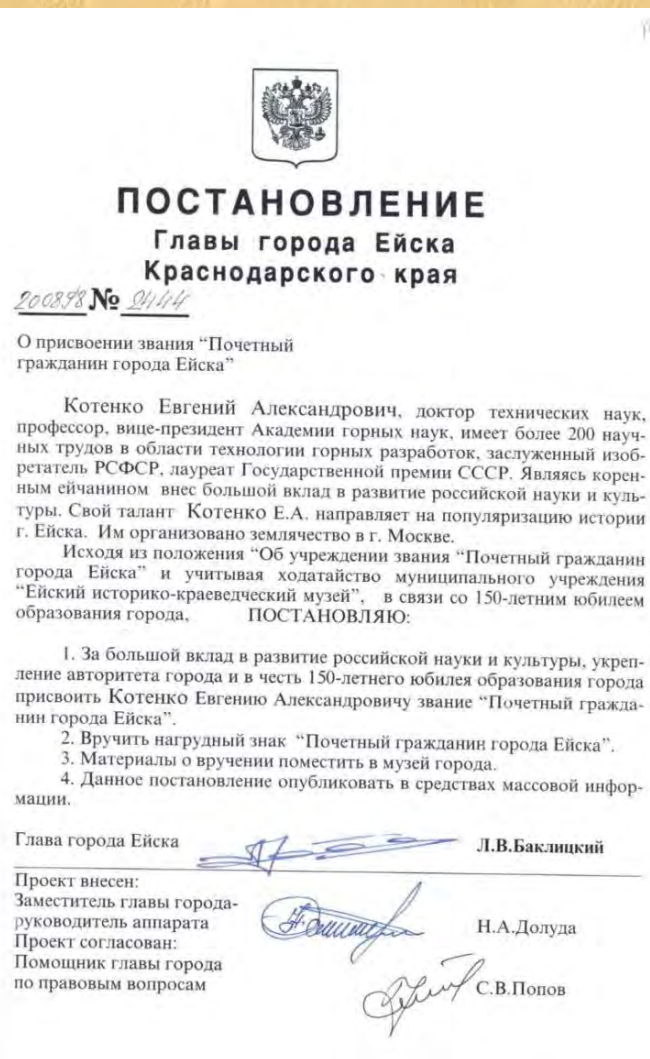 ПОСТАНОВЛЕНИЕ
Главы города Ейска
Краснодарского края
200898 № 2444
О присвоении звания “Почетный
гражданин города Ейска”
Котенко Евгений Александрович, доктор технических наук,
профессор, вице-президент Академии горных наук, имеет более 200 науч-
ных трудов в области технологии горных разработок, заслуженный изоб-
ретатель РСФСР, лауреат Государственной премии СССР. Являясь корен-
ным ейчанином внес большой вклад в развитие российской науки и куль-
туры. Свой талант Котенко Е.А. направляет на популяризацию истории
г. Ейска. Им организовано землячество в г. Москве.
Исходя из положения “Об учреждении звания “Почетный гражданин
города Ейска” и учитывая ходатайство муниципального учреждения
“Ейский историко-краеведческий музей”, в связи со 150-летним юбилеем
образования города, ПОСТАНОВЛЯЮ:
1. За большой вклад в развитие российской науки и культуры, укреп-
ление авторитета города и в честь 150-летнего юбилея образования города
присвоить Котенко Евгению Александровичу звание “Почетный гражда-
нин города Ейска”.
2. Вручить нагрудный знак “Почетный гражданин города Ейска”.
3. Материалы о вручении поместить в музей города.
4. Данное постановление опубликовать в средствах массовой инфор-
мации.
Глава города Ейска Л.В.Баклицкий
Проект внесен:
Заместитель главы города-
руководитель аппарата Н.А.Долуда
Проект согласован:
Помощник главы города
по правовым вопросам С.В.Попов